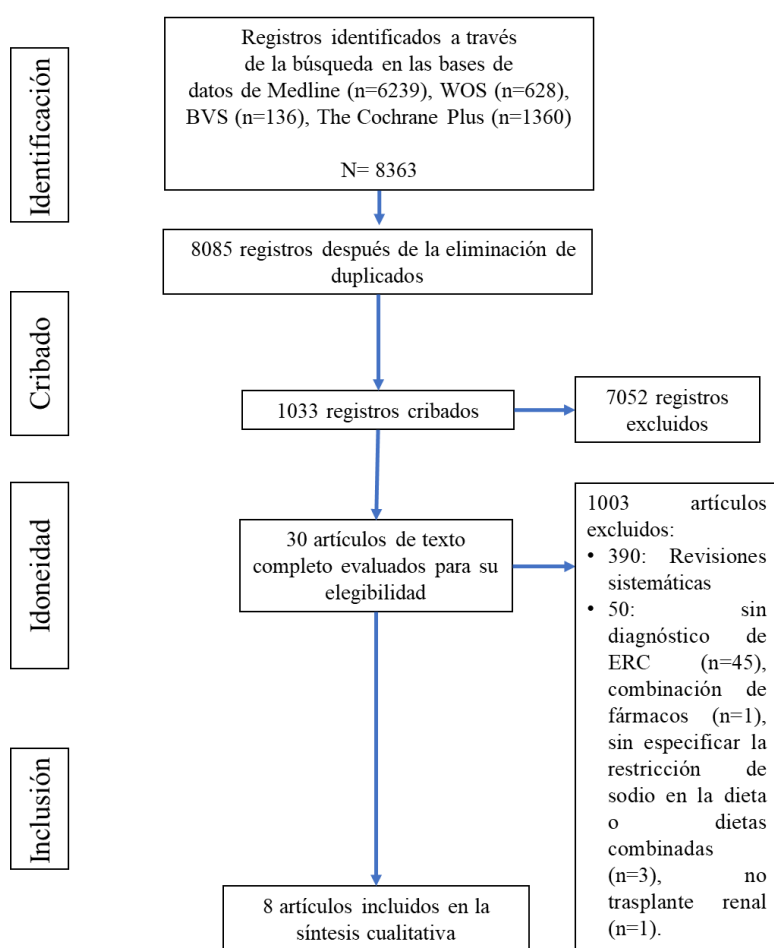 Identificación
Registros identificados a través
de la búsqueda en las bases de
datos de Medline (n=6239), WOS (n=628),
BVS (n=136), The Cochrane Plus (n=1360)
N= 8363
8085 registros después de la eliminación de
duplicados
Cribado
1033 registros cribados
7052 registros
excluidos
Idoneidad
30 artículos de texto
completo evaluados para su
elegibilidad
1003 artículos
excluidos:
• 390: Revisiones
sistemáticas
• 50: sin
diagnóstico de
ERC (n=45),
combinación de
fármacos (n=1),
sin especificar la
restricción de
sodio en la dieta
o dietas
combinadas
(n=3), no
trasplante renal
(n=1).
Inclusión
8 artículos incluidos en la
síntesis cualitativa